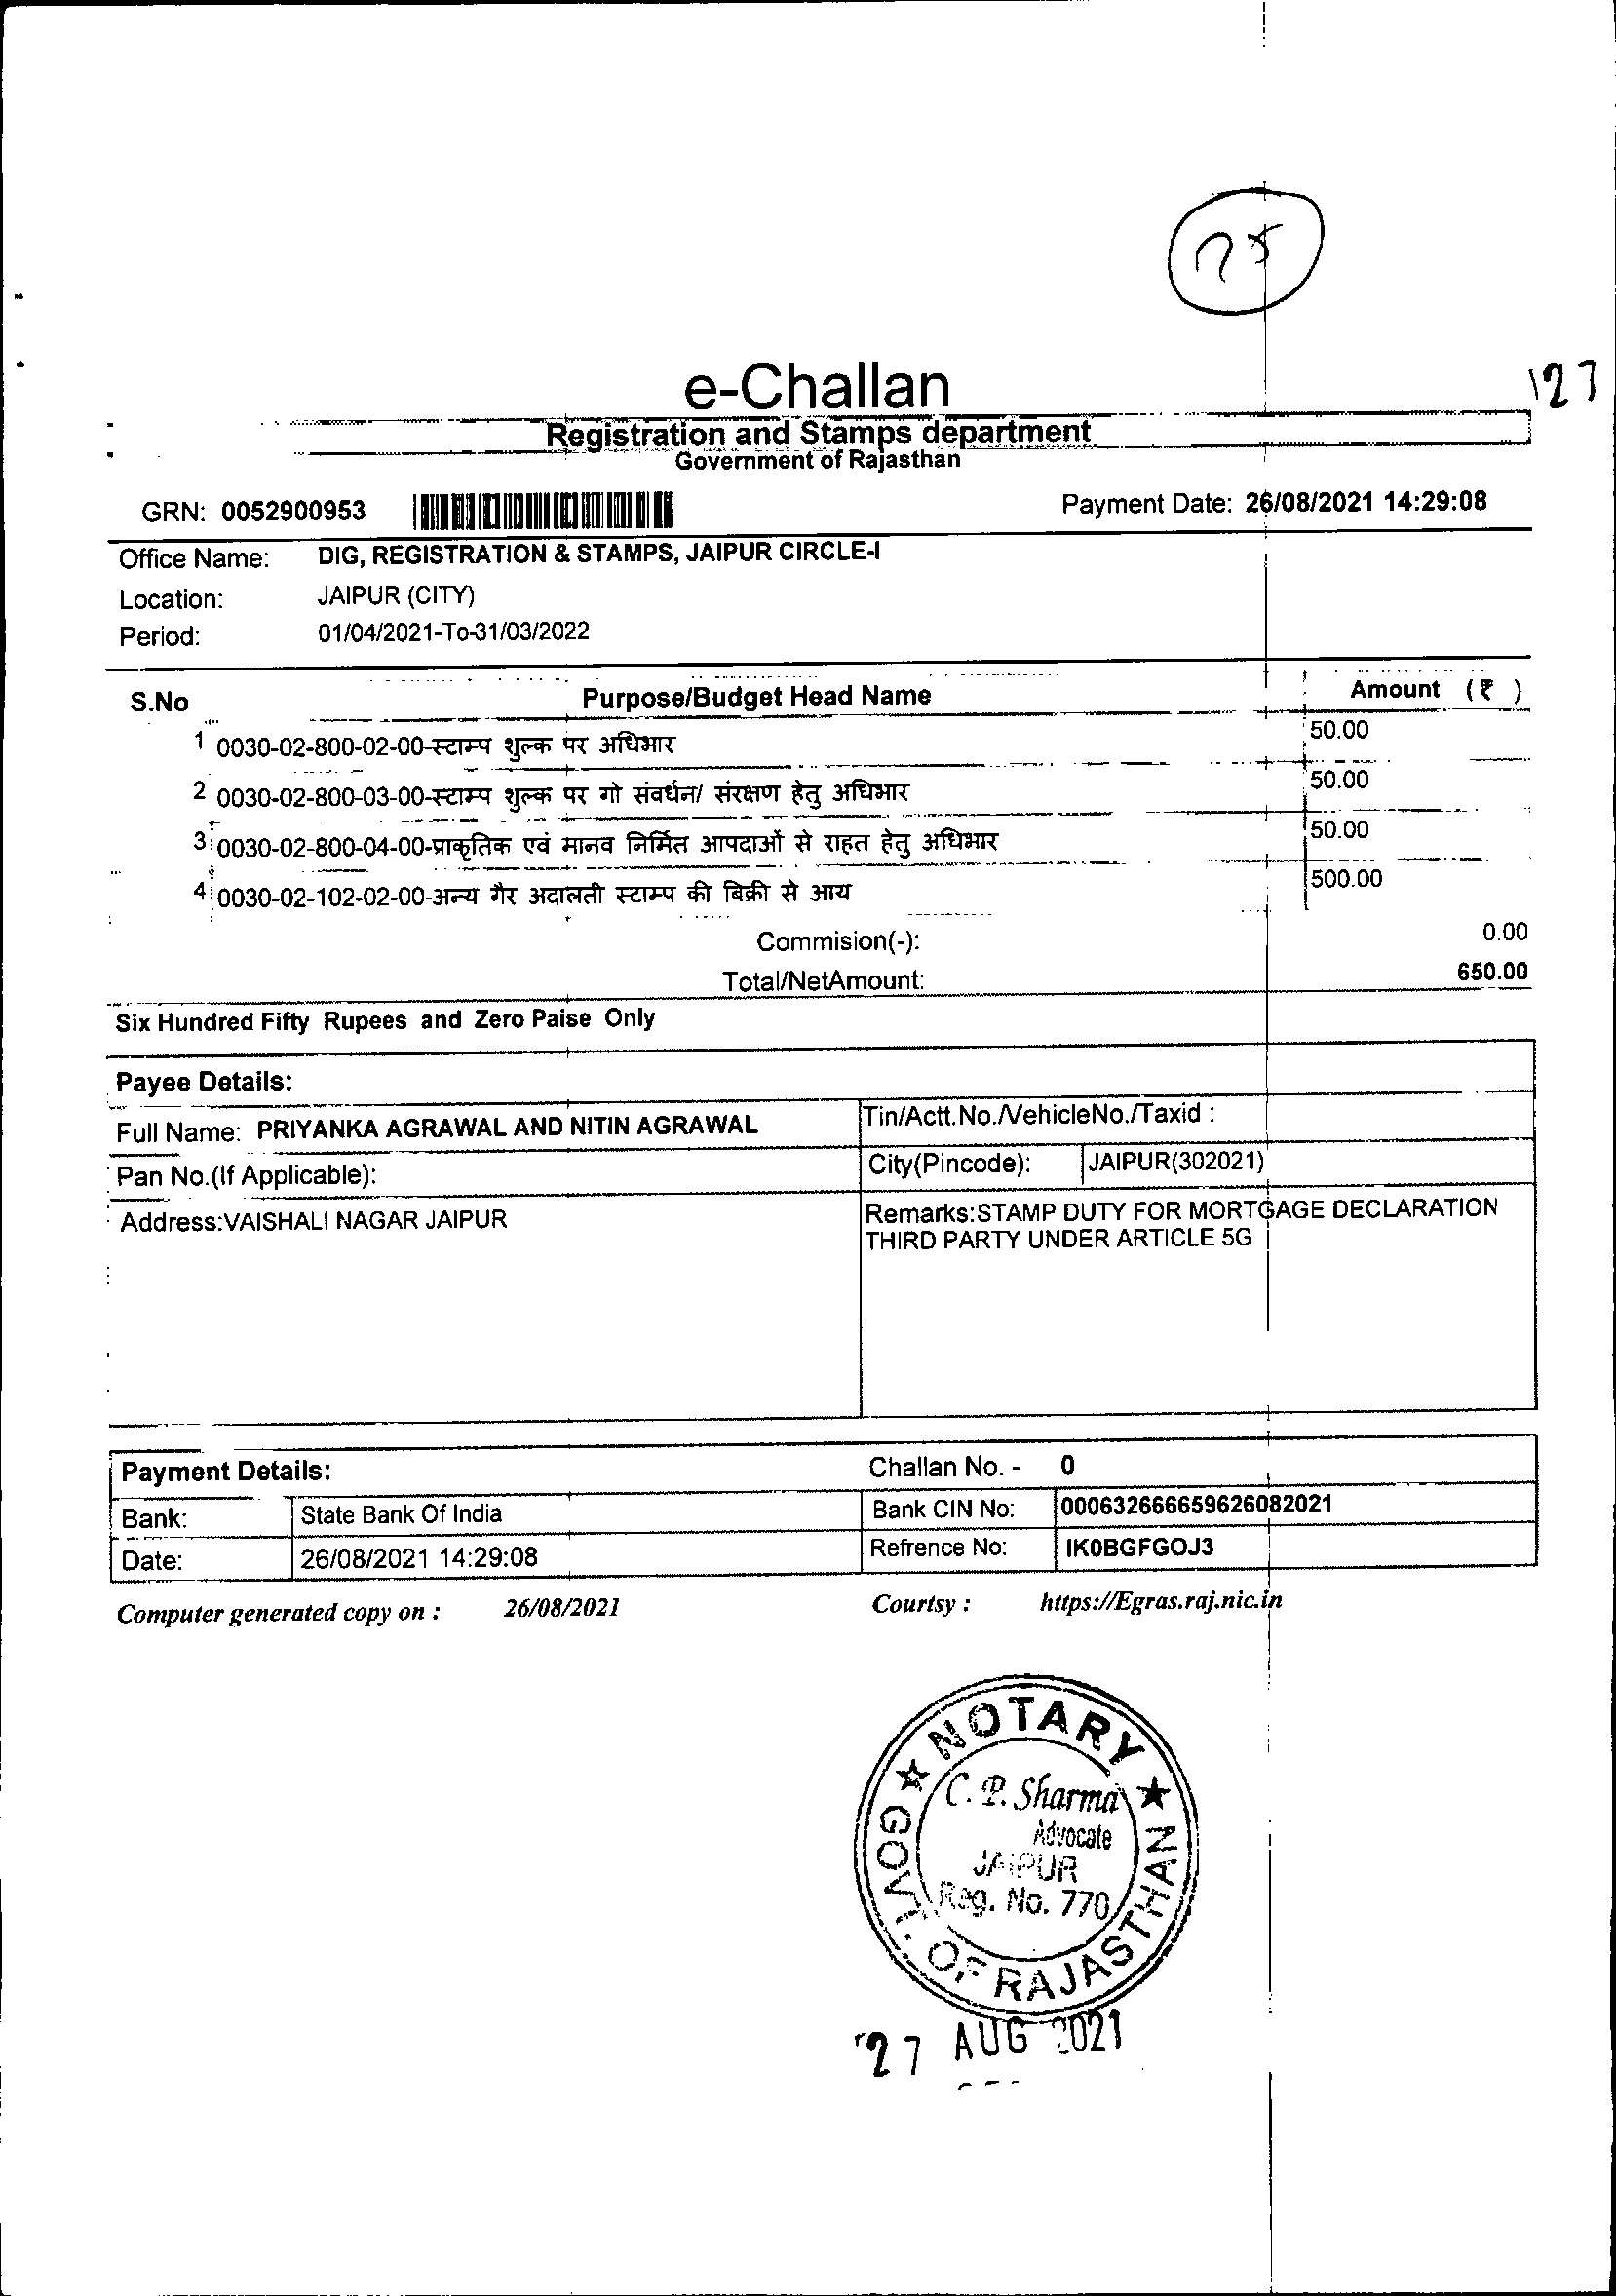 127
e-Challan
Registration and Stamps department
Government of Rajasthan
GRN: 0052900953 Payment Date: 26/08/2021 14:29:08
Office Name: DIG, REGISTRATION & STAMPS, JAIPUR CIRCLE-I
Location: JAIPUR (CITY)
Period: 01/04/2021-To-31/03/2022
S.No Purpose/Budget Head Name Amount (₹ )
1 0030-02-800-02-00-स्टाम्प शुल्क पर अधिभार 50.00
2 0030-02-800-03-00-स्टाम्प शुल्क पर गो संवर्धन/ संरक्षण हेतु अधिभार 50.00
3 0030-02-800-04-00-प्राकृतिक एवं मानव निर्मित आपदाओं से राहत हेतु अधिभार 50.00
4 0030-02-102-02-00-अन्य गैर अदालती स्टाम्प की बिक्री से आय 500.00
Commision(-): 0.00
Total/NetAmount: 650.00
Six Hundred Fifty Rupees and Zero Paise Only
Payee Details:
Full Name: PRIYANKA AGRAWAL AND NITIN AGRAWAL Tin/Actt.No./VehicleNo./Taxid :
Pan No.(If Applicable): City(Pincode): JAIPUR(302021)
Address:VAISHALI NAGAR JAIPUR Remarks:STAMP DUTY FOR MORTGAGE DECLARATION
THIRD PARTY UNDER ARTICLE 5G
Payment Details: Challan No. - 0
Bank: State Bank Of India Bank CIN No: 000632666659626082021
Date: 26/08/2021 14:29:08 Refrence No: IK0BGFGOJ3
Computer generated copy on : 26/08/2021 Courtsy : https://Egras.raj.nic.in
NOTARY
C. P. Sharma
Advocate
JAIPUR
Reg. No. 770
GOVT. OF RAJASTHAN
27 AUG 2021